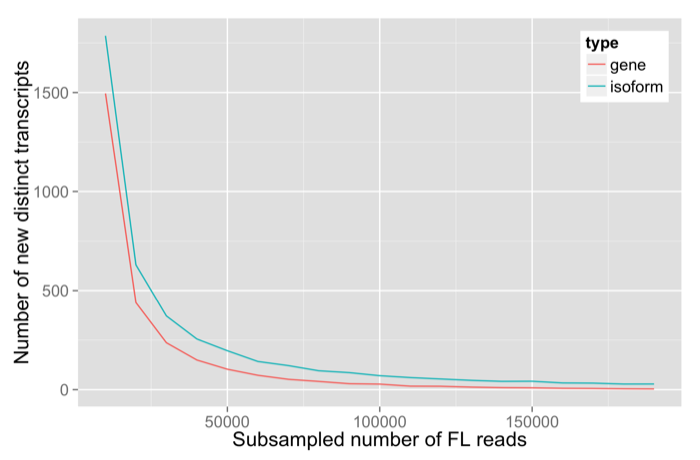 type
gene
isoform
Number of new distinct transcripts
1500
1000
500
0
50000
100000
150000
Subsampled number of FL reads